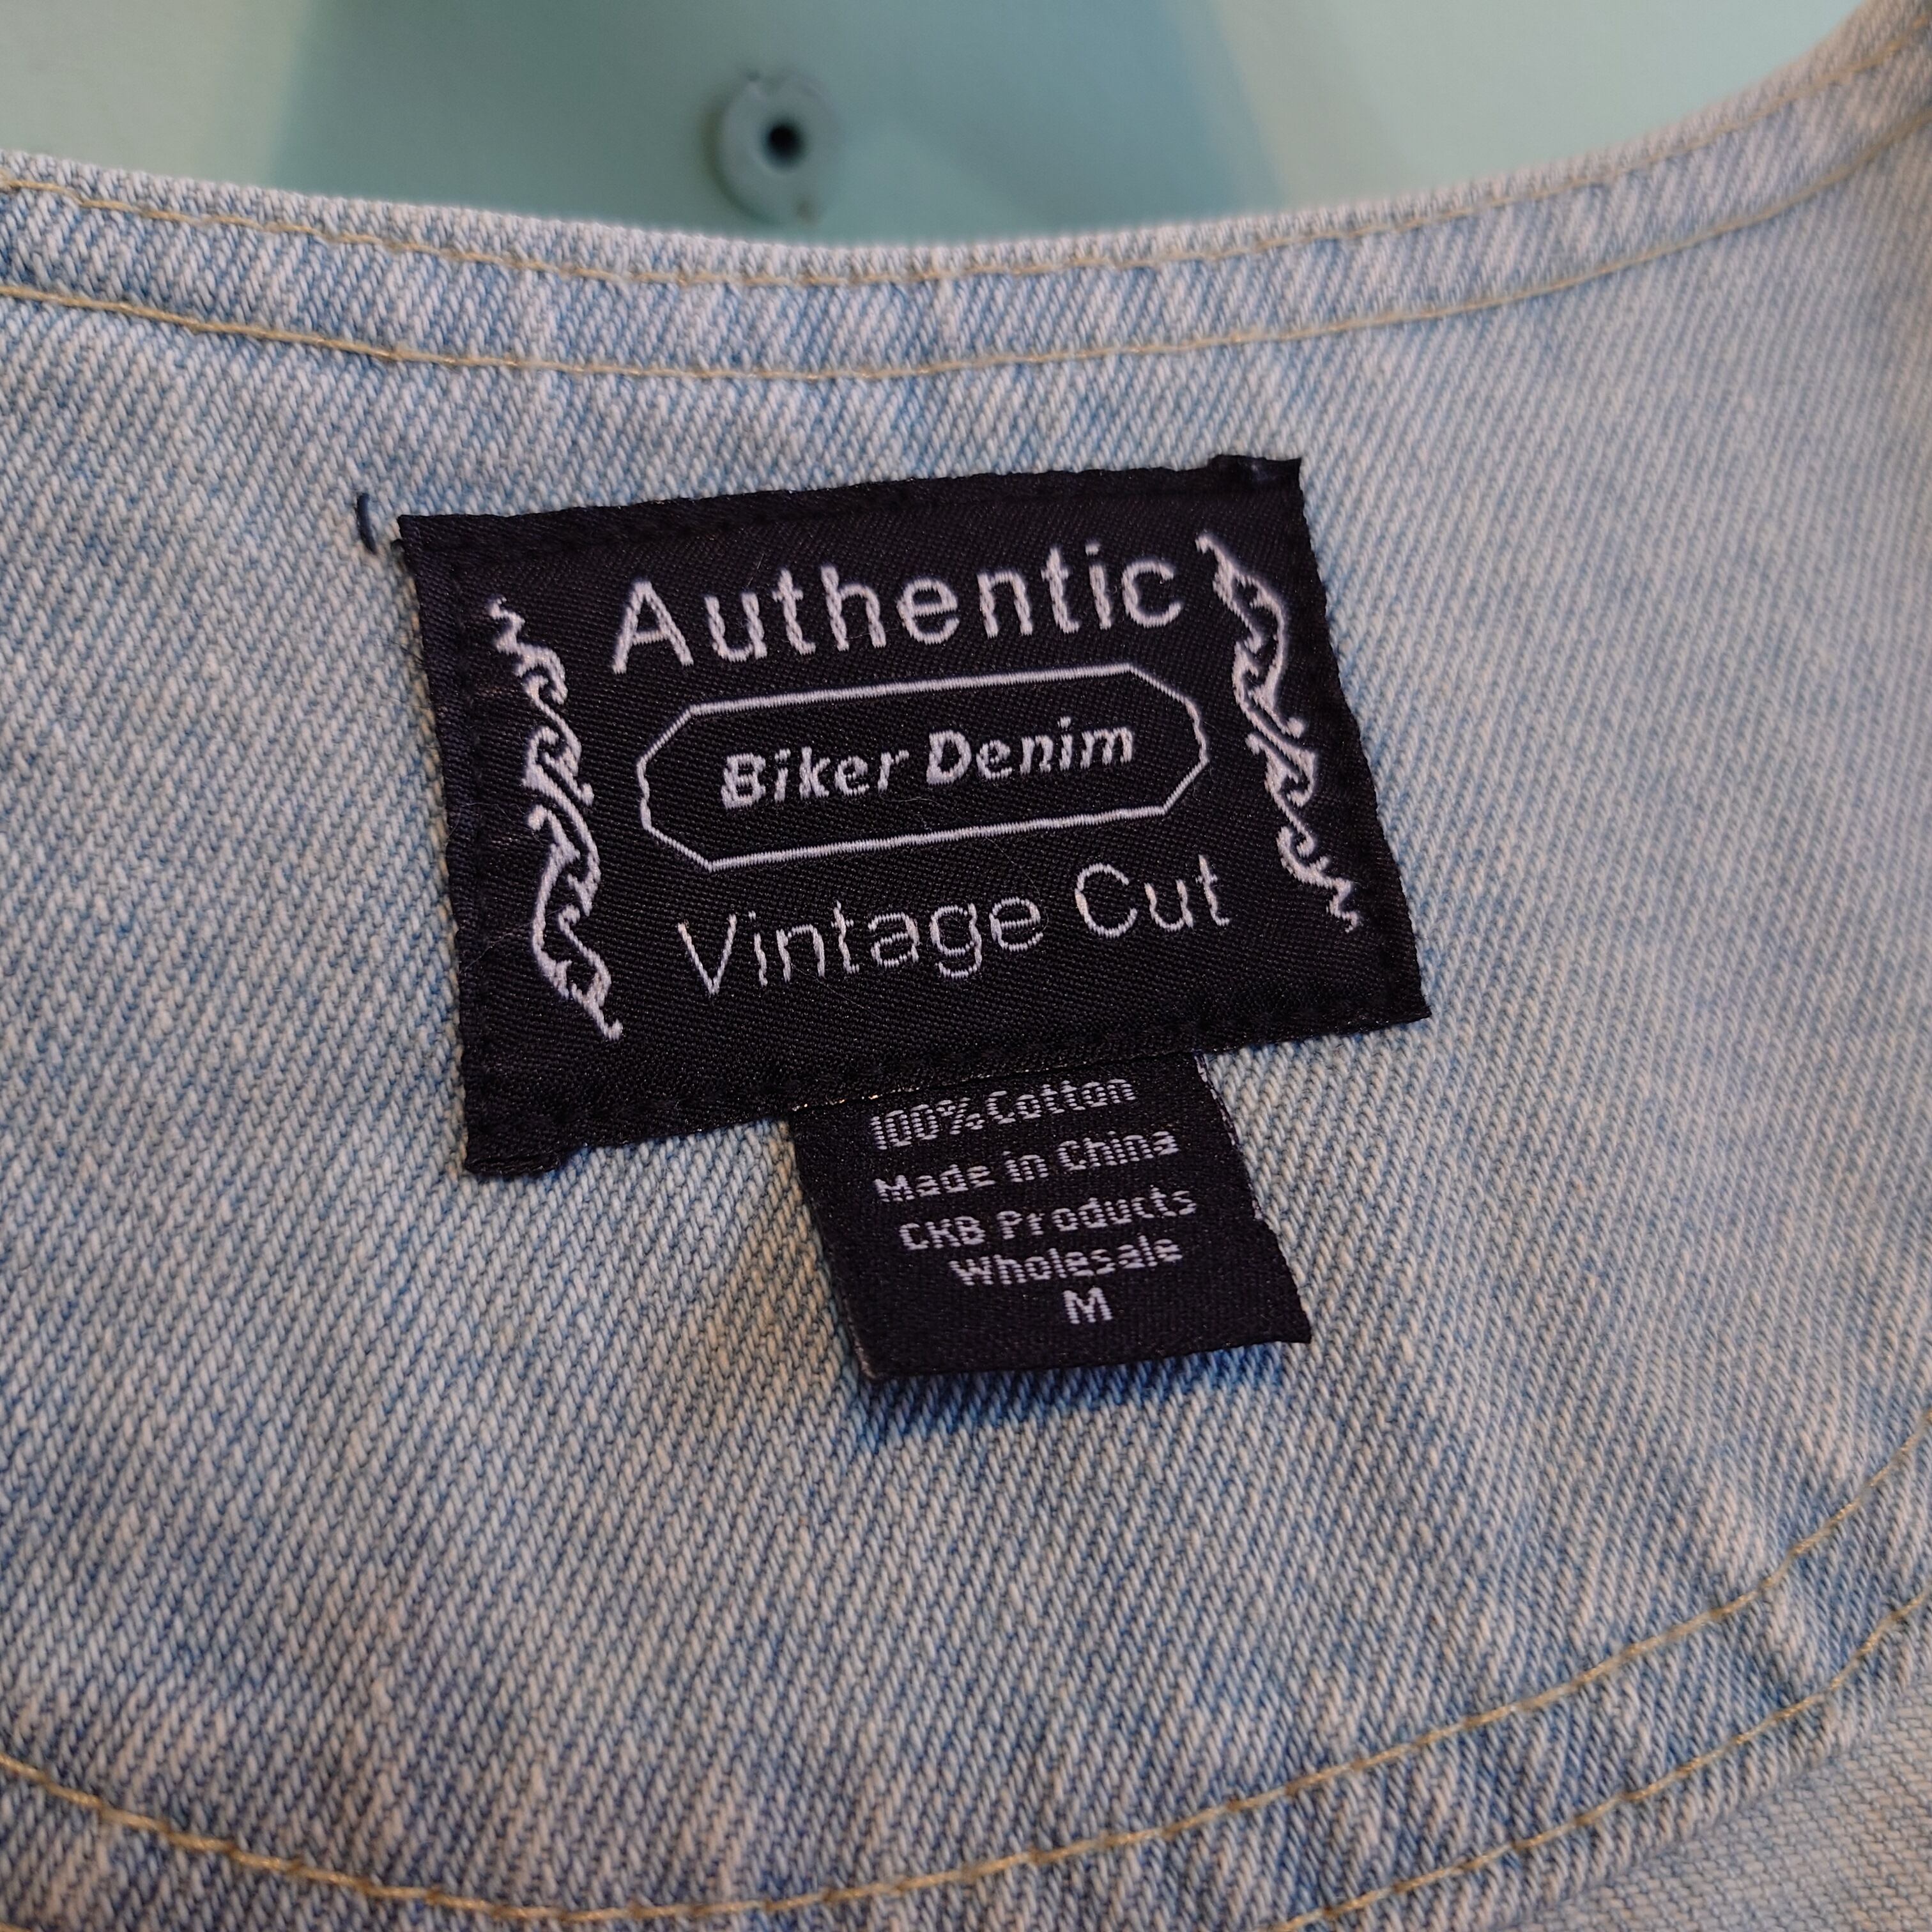 Authentic
Biker Denim
Vintage Cut
100% Cotton
Made in China
CKB Products
Wholesale
M